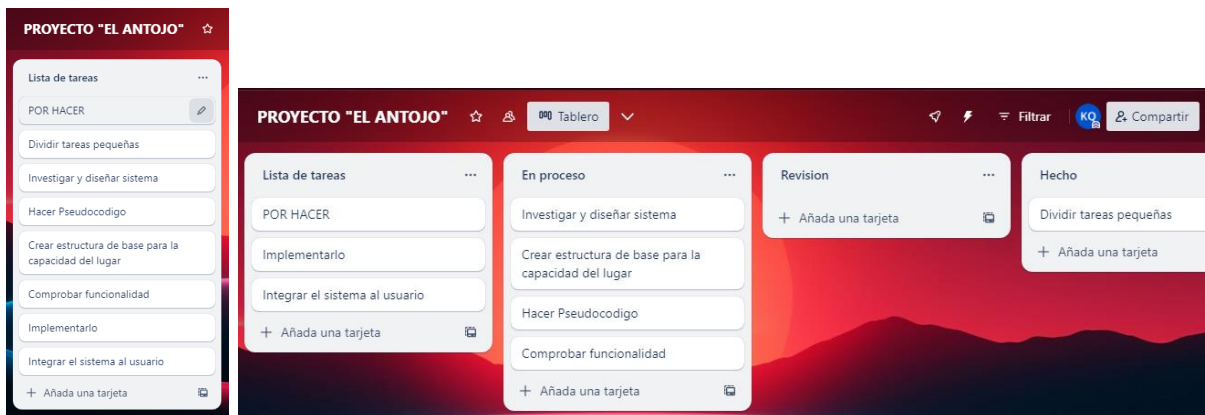 PROYECTO "EL ANTOJO"
Lista de tareas
POR HACER
Dividir tareas pequeñas
Investigar y diseñar sistema
Hacer Pseudocodigo
Crear estructura de base para la
capacidad del lugar
Comprobar funcionalidad
Implementarlo
Integrar el sistema al usuario
+ Añada una tarjeta
PROYECTO "EL ANTOJO" Tablero Filtrar KQ Compartir
Lista de tareas
POR HACER
Implementarlo
Integrar el sistema al usuario
+ Añada una tarjeta
En proceso
Investigar y diseñar sistema
Crear estructura de base para la
capacidad del lugar
Hacer Pseudocodigo
Comprobar funcionalidad
+ Añada una tarjeta
Revision
+ Añada una tarjeta
Hecho
Dividir tareas pequeñas
+ Añada una tarjeta